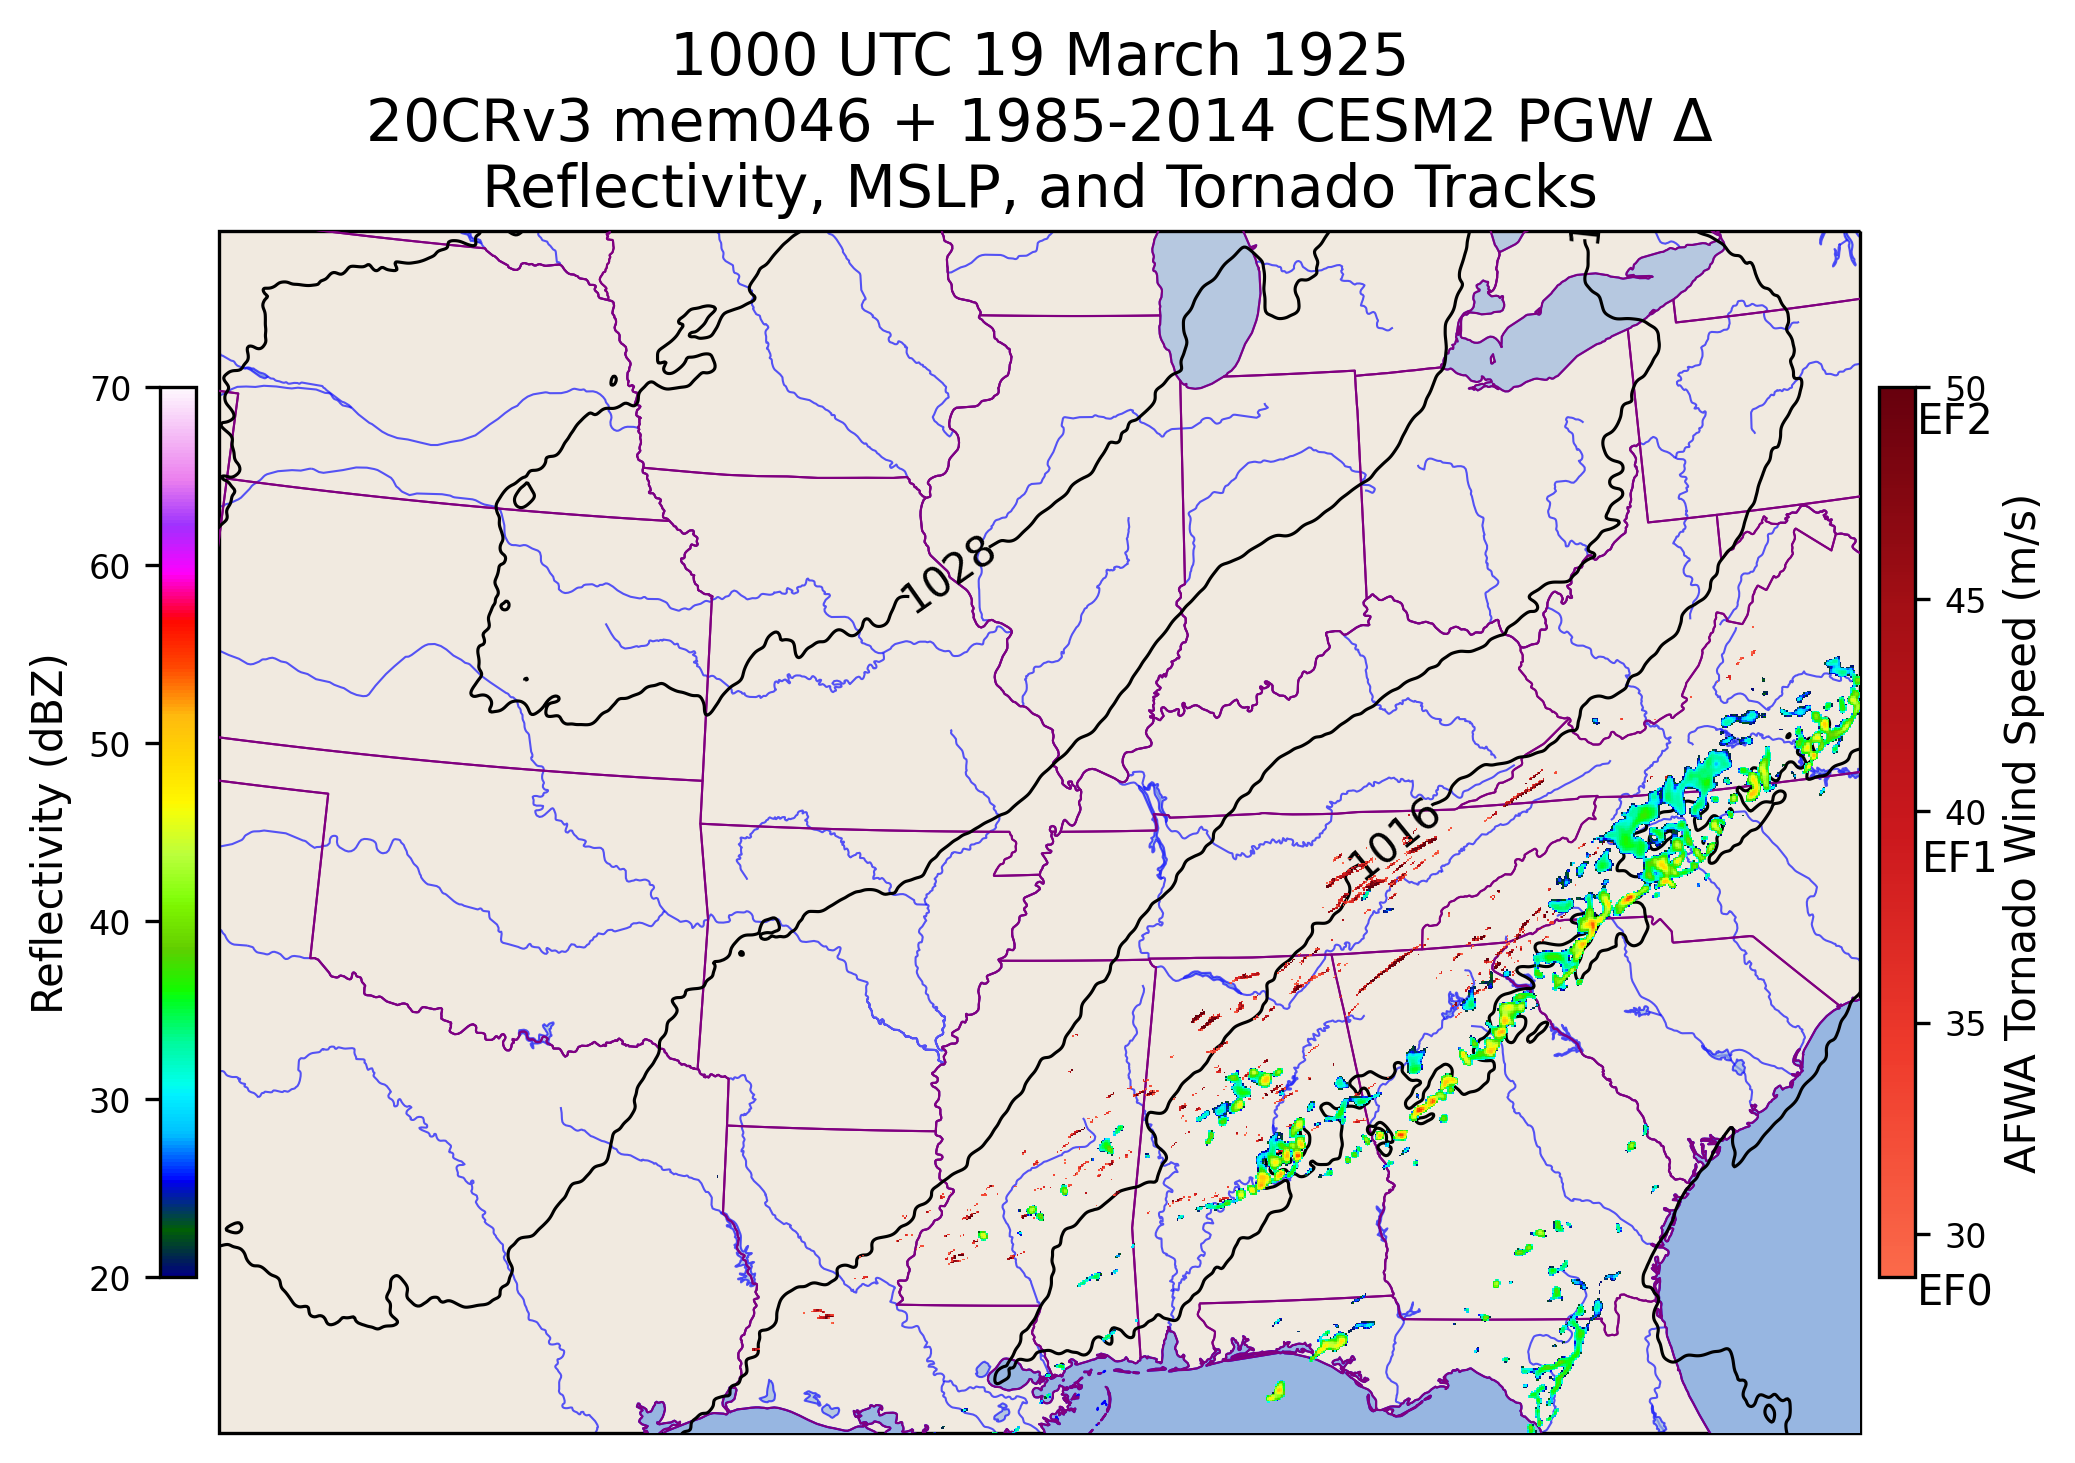 1000 UTC 19 March 1925
20CRv3 mem046 + 1985-2014 CESM2 PGW Δ
Reflectivity, MSLP, and Tornado Tracks
70
60
50
40
30
20
Reflectivity (dBZ)
1028
1016
50
EF2
45
40
EF1
35
30
EF0
AFWA Tornado Wind Speed (m/s)